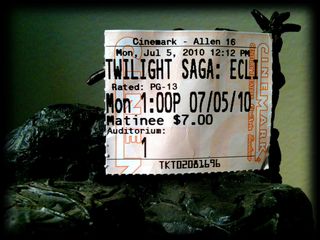 Cinemark - Allen 16
Mon, Jul 5, 2010 12:12 PM
TWILIGHT SAGA: ECLI
Rated: PG-13
Mon 1:00P 07/05/10
Matinee $7.00
Auditorium:
1
TKT02081696
CINEMARK